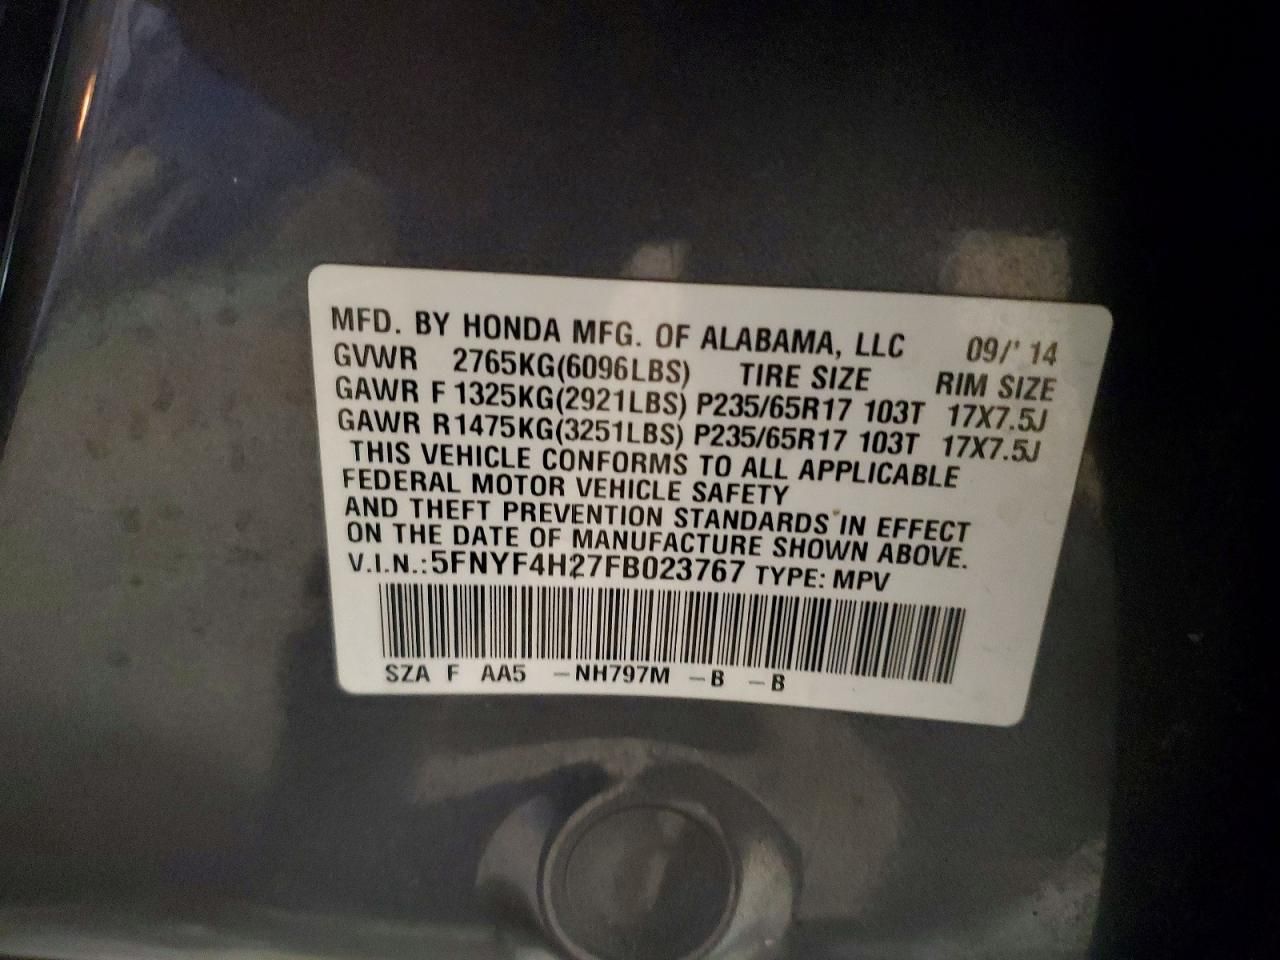 MFD. BY HONDA MFG. OF ALABAMA, LLC 09/' 14
GVWR 2765KG(6096LBS) TIRE SIZE RIM SIZE
GAWR F 1325KG(2921LBS) P235/65R17 103T 17X7.5J
GAWR R1475KG(3251LBS) P235/65R17 103T 17X7.5J
THIS VEHICLE CONFORMS TO ALL APPLICABLE
FEDERAL MOTOR VEHICLE SAFETY
AND THEFT PREVENTION STANDARDS IN EFFECT
ON THE DATE OF MANUFACTURE SHOWN ABOVE.
V.I.N.:5FNYF4H27FB023767 TYPE: MPV
SZA F AA5 -NH797M -B -B